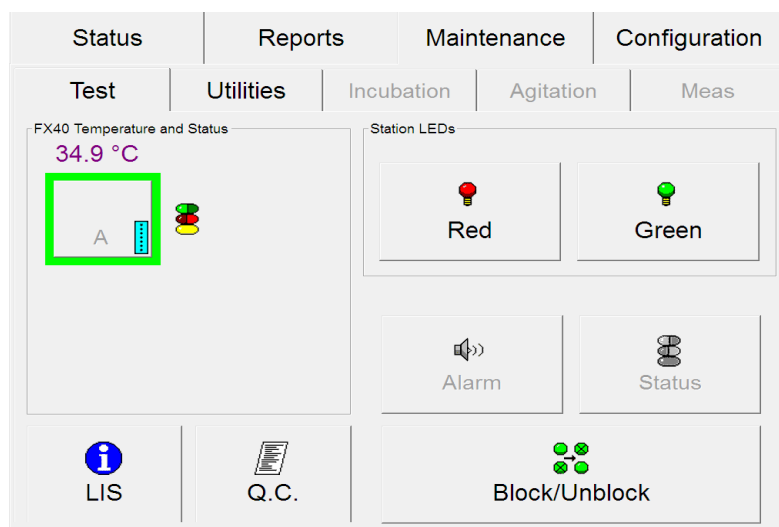 Status Reports Maintenance Configuration
Test Utilities Incubation Agitation Meas
FX40 Temperature and Status
34.9 °C
A
Station LEDs
Red Green
Alarm Status
LIS Q.C. Block/Unblock